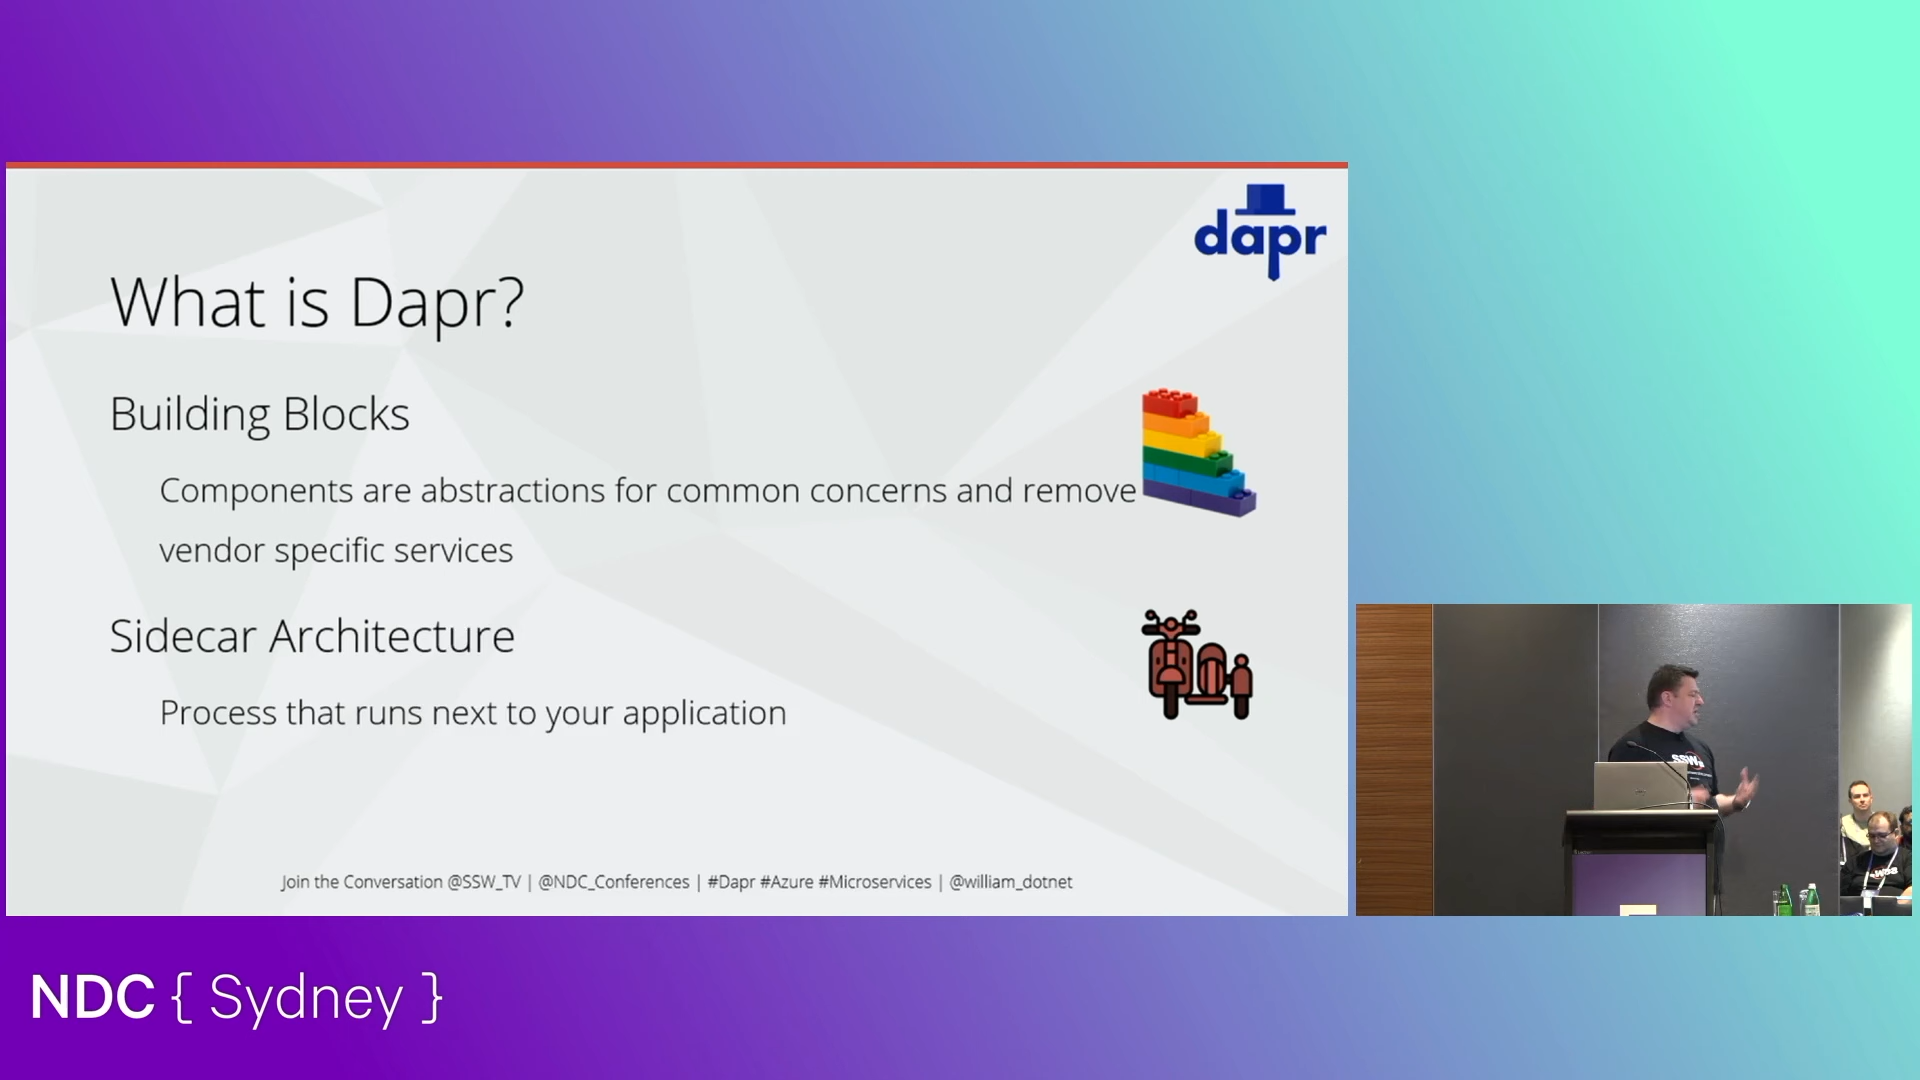 dapr
What is Dapr?
Building Blocks
Components are abstractions for common concerns and remove
vendor specific services
Sidecar Architecture
Process that runs next to your application
Join the Conversation @SSW_TV | @NDC_Conferences | #Dapr #Azure #Microservices | @william_dotnet
SSW
NDC { Sydney }